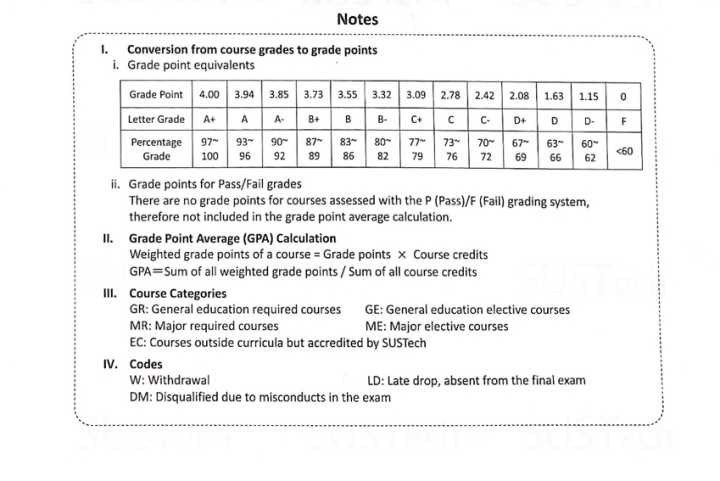 Notes
I. Conversion from course grades to grade points
i. Grade point equivalents
Grade Point 4.00 3.94 3.85 3.73 3.55 3.32 3.09 2.78 2.42 2.08 1.63 1.15 0
Letter Grade A+ A A- B+ B B- C+ C C- D+ D D- F
Percentage Grade 97~100 93~96 90~92 87~89 83~86 80~82 77~79 73~76 70~72 67~69 63~66 60~62 <60
ii. Grade points for Pass/Fail grades
There are no grade points for courses assessed with the P (Pass)/F (Fail) grading system,
therefore not included in the grade point average calculation.
II. Grade Point Average (GPA) Calculation
Weighted grade points of a course = Grade points × Course credits
GPA=Sum of all weighted grade points / Sum of all course credits
III. Course Categories
GR: General education required courses GE: General education elective courses
MR: Major required courses ME: Major elective courses
EC: Courses outside curricula but accredited by SUSTech
IV. Codes
W: Withdrawal LD: Late drop, absent from the final exam
DM: Disqualified due to misconducts in the exam